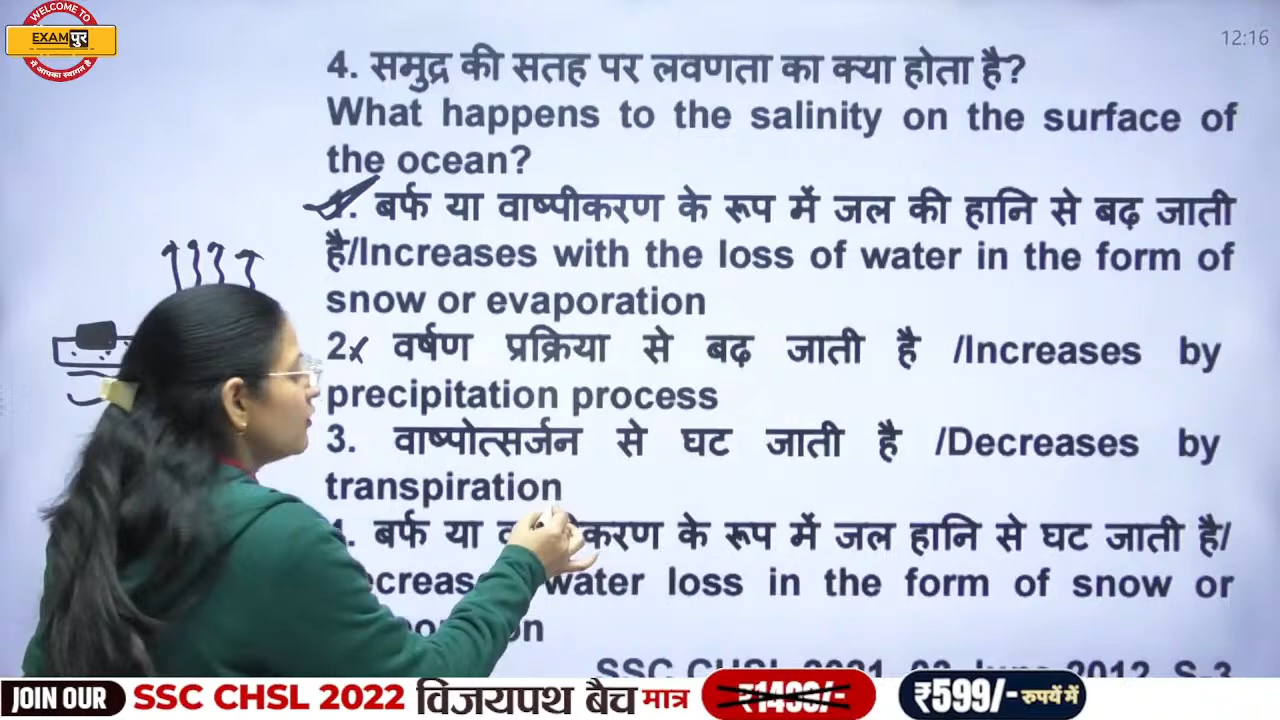 WELCOME TO
EXAMपुर
में आपका स्वागत है
12:16
4. समुद्र की सतह पर लवणता का क्या होता है?
What happens to the salinity on the surface of
the ocean?
बर्फ या वाष्पीकरण के रूप में जल की हानि से बढ़ जाती
है/Increases with the loss of water in the form of
snow or evaporation
2. वर्षण प्रक्रिया से बढ़ जाती है /Increases by
precipitation process
3. वाष्पोत्सर्जन से घट जाती है /Decreases by
transpiration
बर्फ या के रूप में जल हानि से घट जाती है/
water loss in the form of snow or
JOIN OUR SSC CHSL 2022 विजयपथ बैच मात्र ₹1499/- ₹599/- रुपयें में